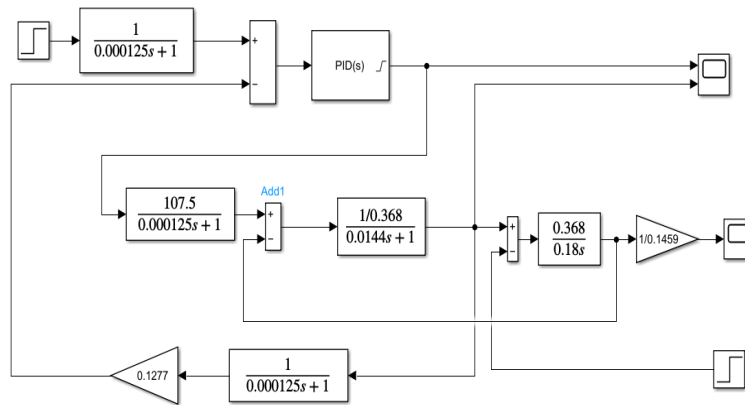 1
0.000125s + 1
+
−
PID(s)
107.5
0.000125s + 1
Add1
+
−
1/0.368
0.0144s + 1
+
−
0.368
0.18s
1/0.1459
0.1277
1
0.000125s + 1